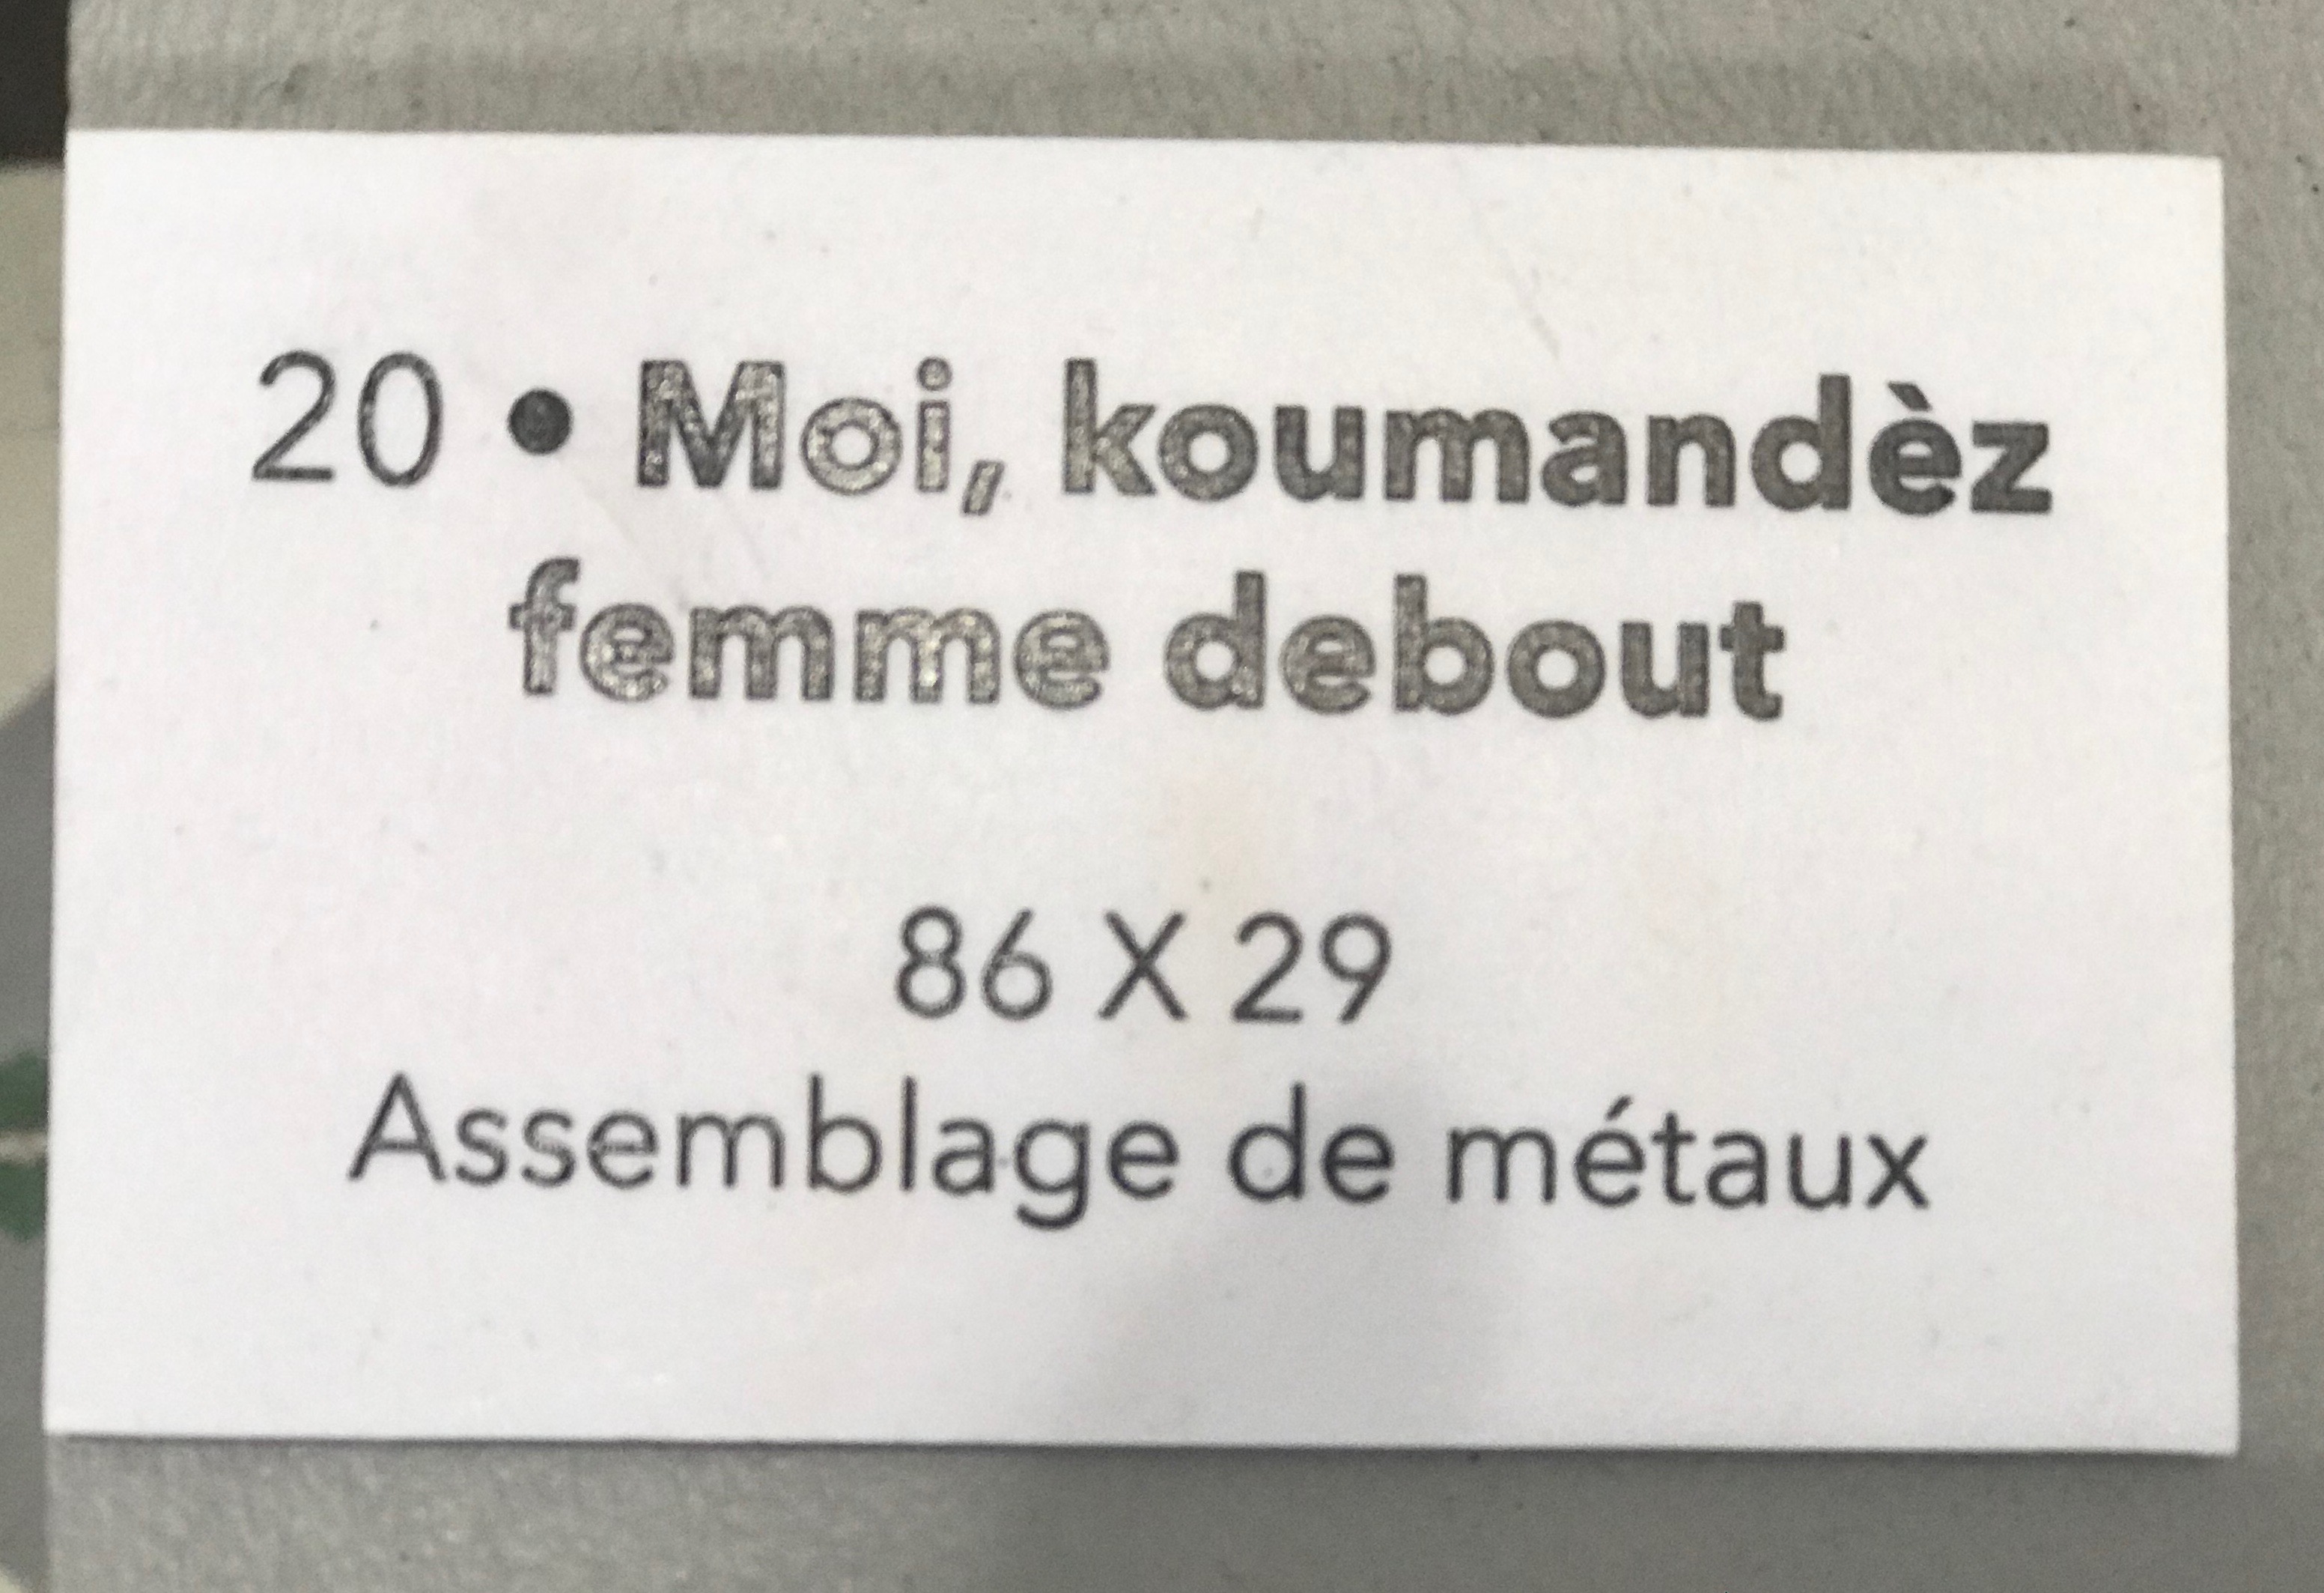 20 • Moi, koumandèz
femme debout
86 X 29
Assemblage de métaux